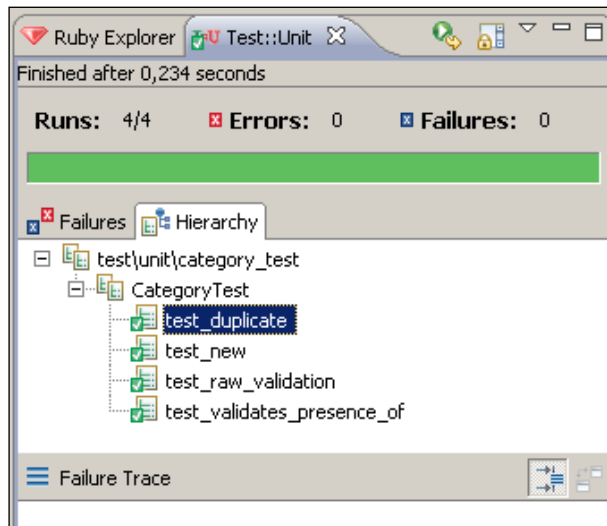 Ruby Explorer Test::Unit
Finished after 0,234 seconds
Runs: 4/4 Errors: 0 Failures: 0
Failures Hierarchy
test\unit\category_test
CategoryTest
test_duplicate
test_new
test_raw_validation
test_validates_presence_of
Failure Trace